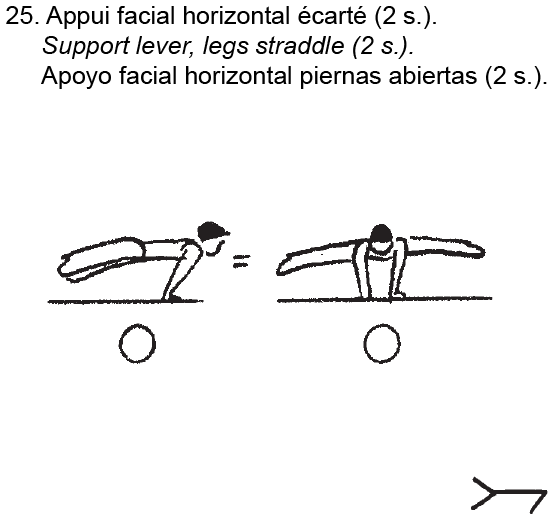 25. Appui facial horizontal écarté (2 s.).
Support lever, legs straddle (2 s.).
Apoyo facial horizontal piernas abiertas (2 s.).